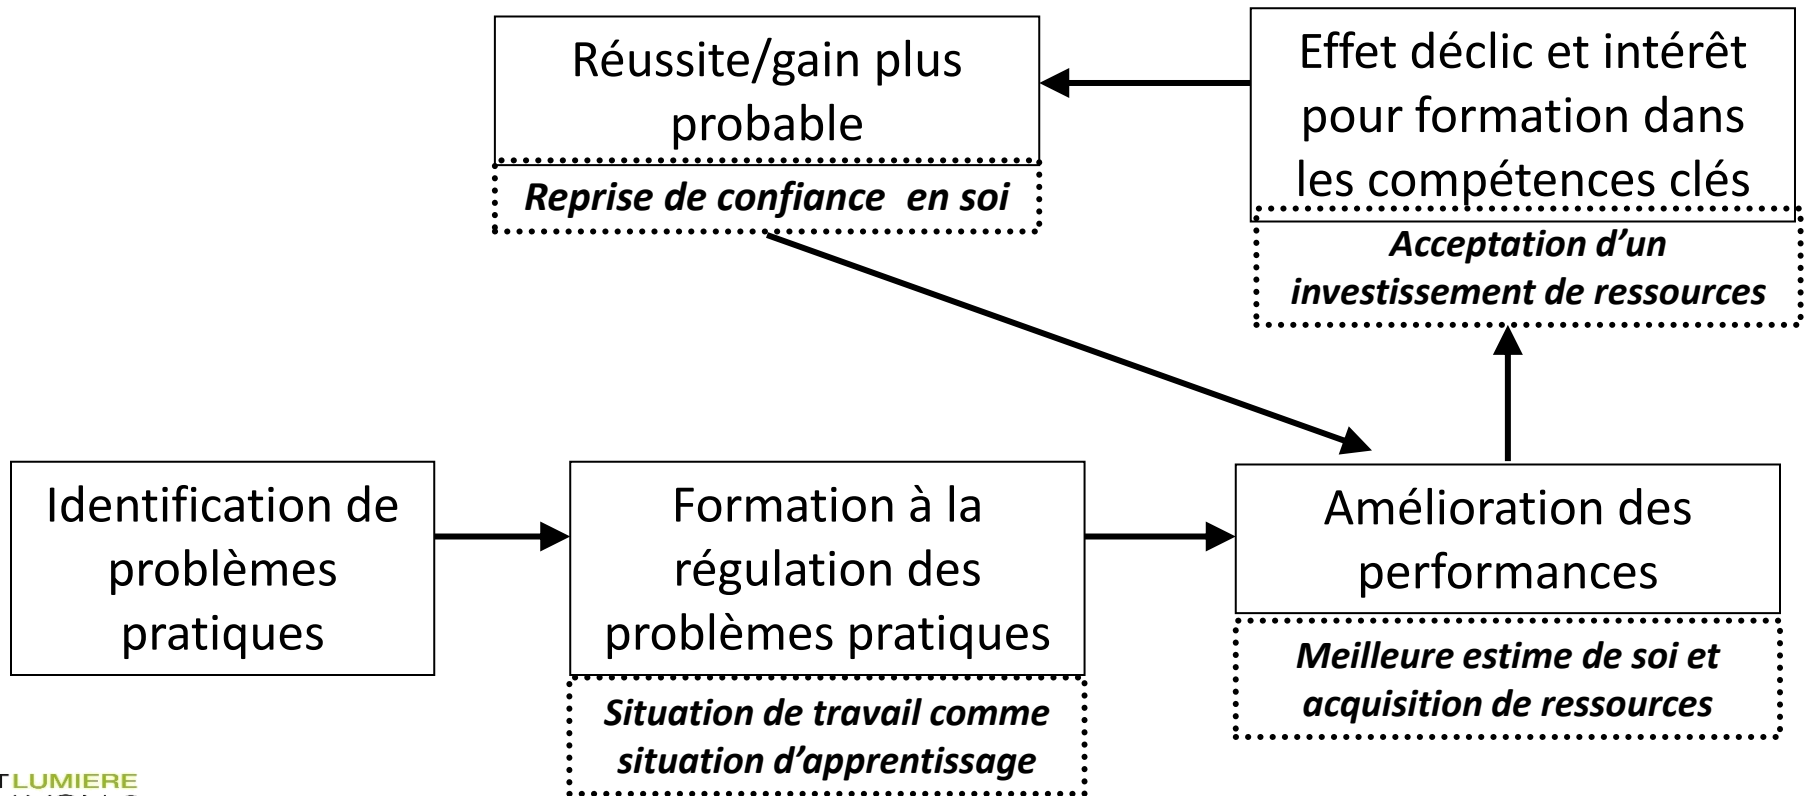 Réussite/gain plus
probable
Reprise de confiance en soi
Effet déclic et intérêt
pour formation dans
les compétences clés
Acceptation d’un
investissement de ressources
Identification de
problèmes
pratiques
Formation à la
régulation des
problèmes pratiques
Situation de travail comme
situation d’apprentissage
Amélioration des
performances
Meilleure estime de soi et
acquisition de ressources
LUMIERE